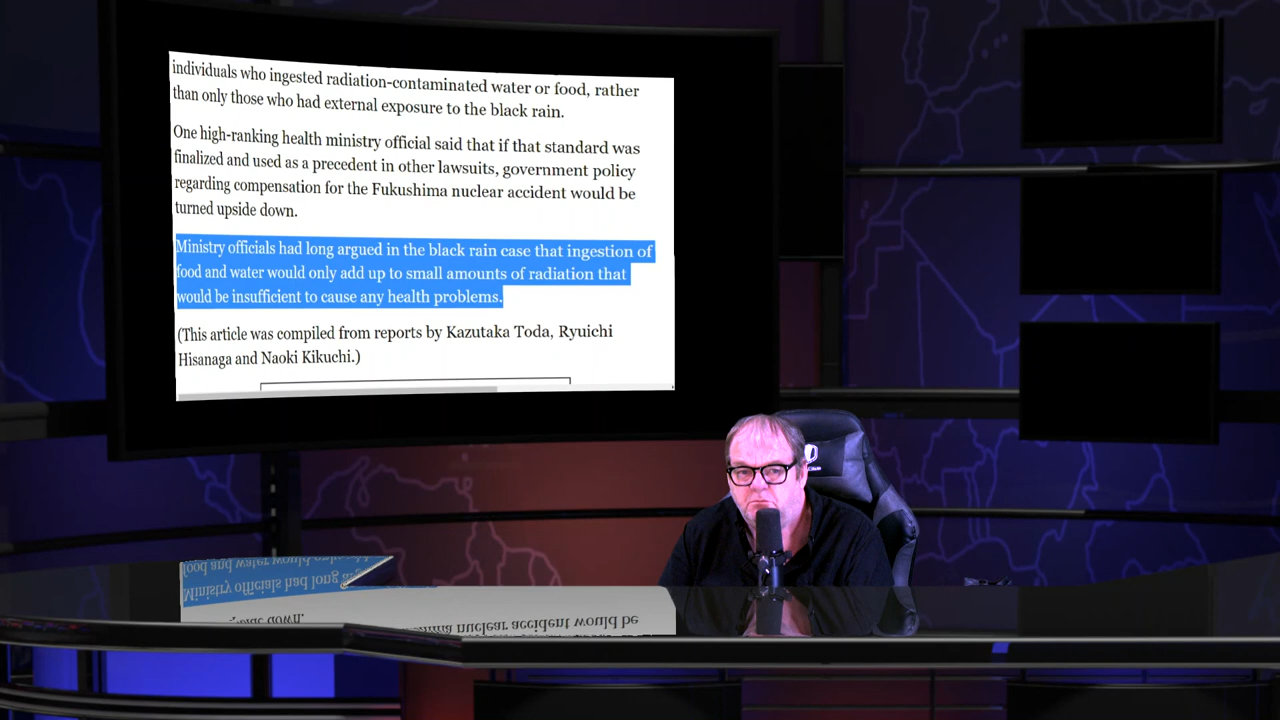 individuals who ingested radiation-contaminated water or food, rather
than only those who had external exposure to the black rain.
One high-ranking health ministry official said that if that standard was
finalized and used as a precedent in other lawsuits, government policy
regarding compensation for the Fukushima nuclear accident would be
turned upside down.
Ministry officials had long argued in the black rain case that ingestion of
food and water would only add up to small amounts of radiation that
would be insufficient to cause any health problems.
(This article was compiled from reports by Kazutaka Toda, Ryuichi
Hisanaga and Naoki Kikuchi.)